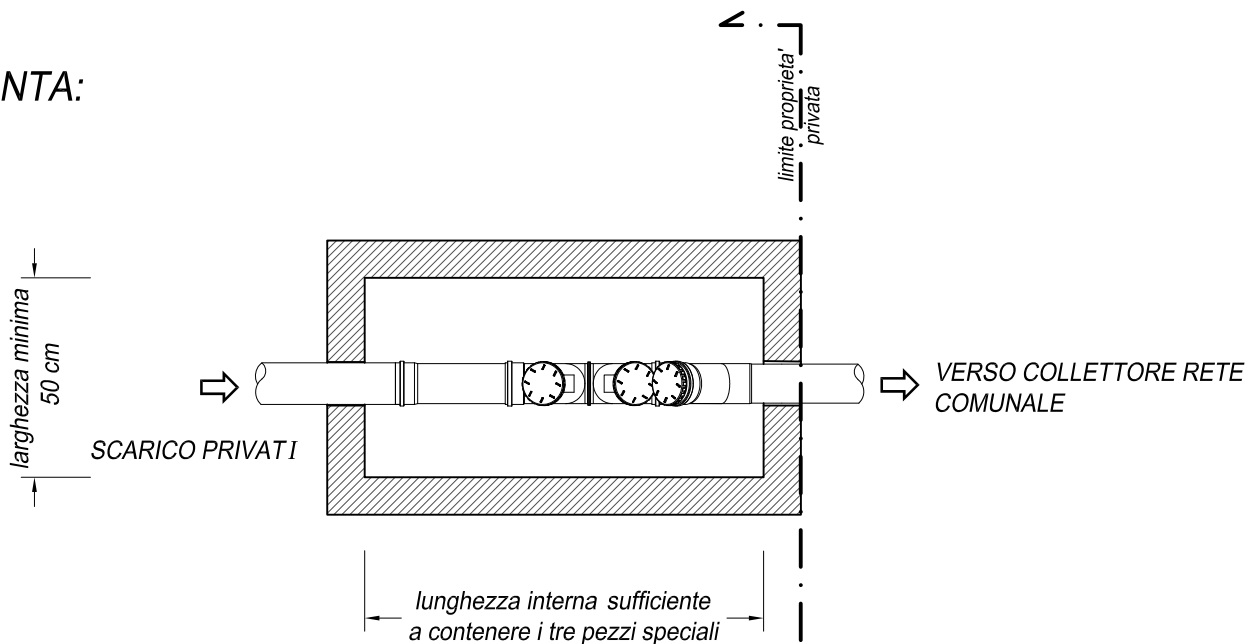 NTA:
limite proprieta'
privata
larghezza minima
50 cm
SCARICO PRIVATI
VERSO COLLETTORE RETE
COMUNALE
lunghezza interna sufficiente
a contenere i tre pezzi speciali